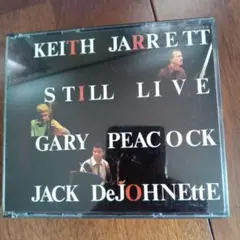 KEITH JARRETT
STILL LIVE
GARY PEACOCK
JACK DeJOHNEttE